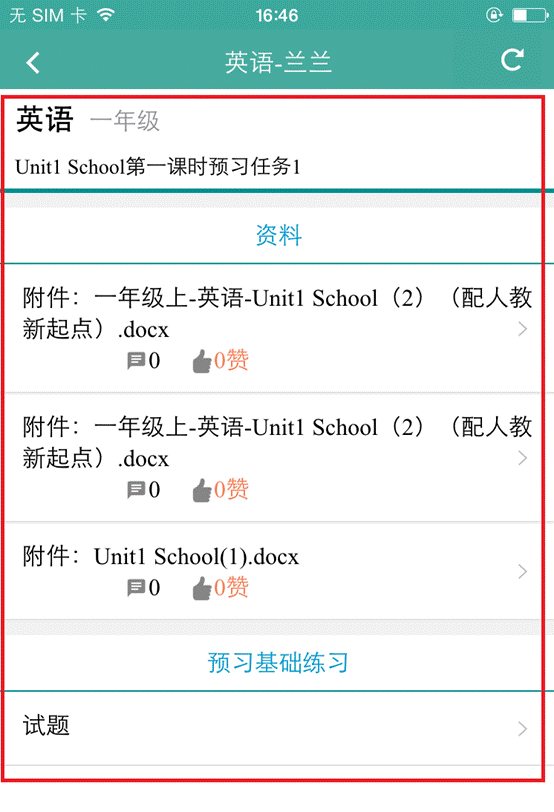 无 SIM 卡 16:46
英语-兰兰
英语 一年级
Unit1 School第一课时预习任务1
资料
附件：一年级上-英语-Unit1 School（2）（配人教
新起点）.docx
0 0赞
附件：一年级上-英语-Unit1 School（2）（配人教
新起点）.docx
0 0赞
附件：Unit1 School(1).docx
0 0赞
预习基础练习
试题